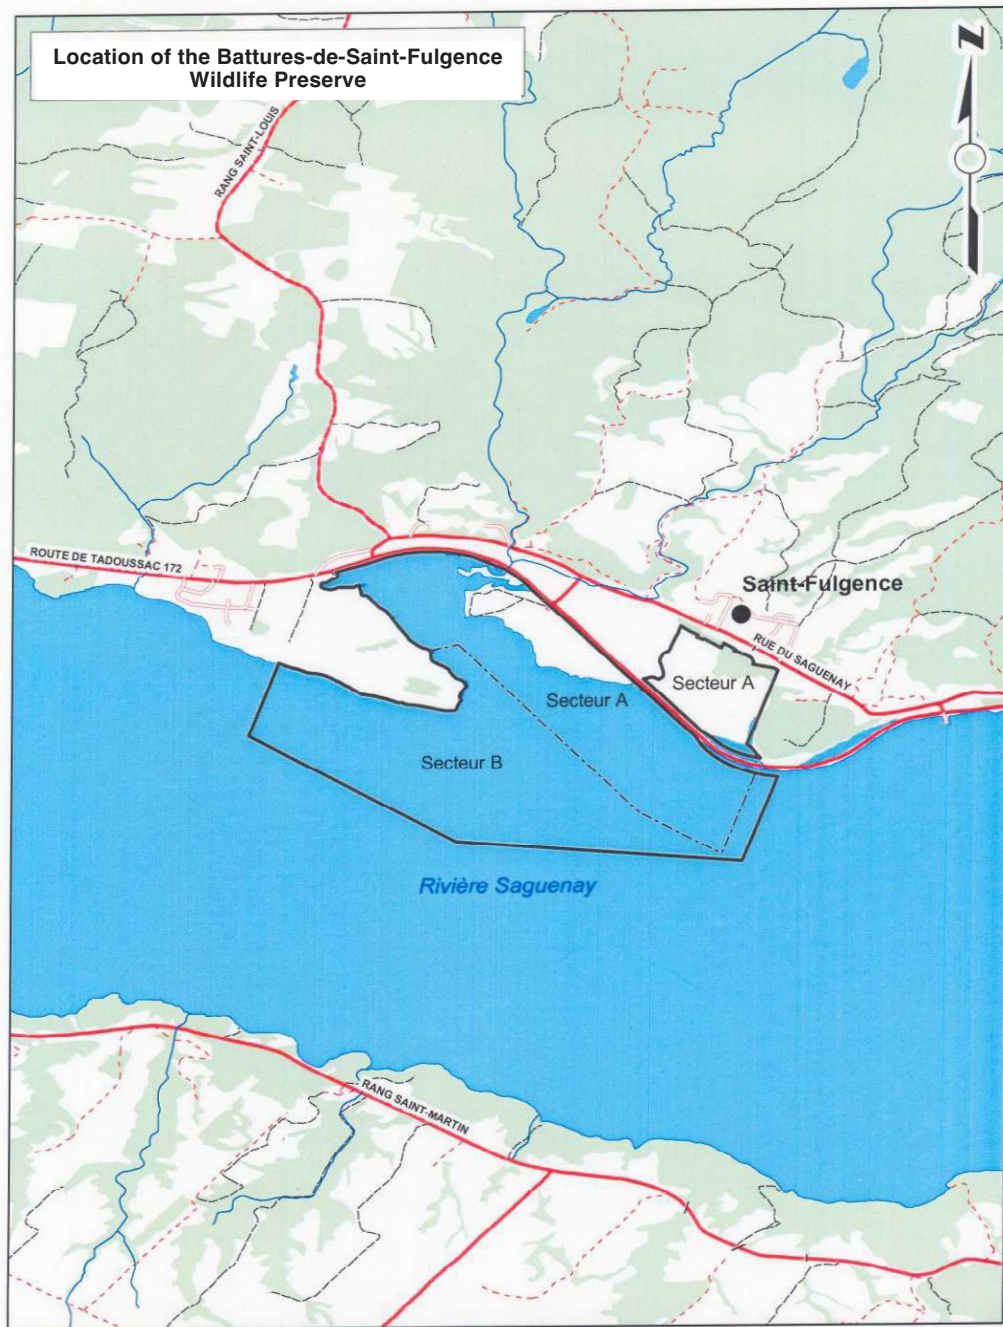 Location of the Battures-de-Saint-Fulgence
Wildlife Preserve
N
RANG SAINT-LOUIS
ROUTE DE TADOUSSAC 172
Saint-Fulgence
RUE DU SAGUENAY
Secteur A
Secteur A
Secteur B
Rivière Saguenay
RANG SAINT-MARTIN